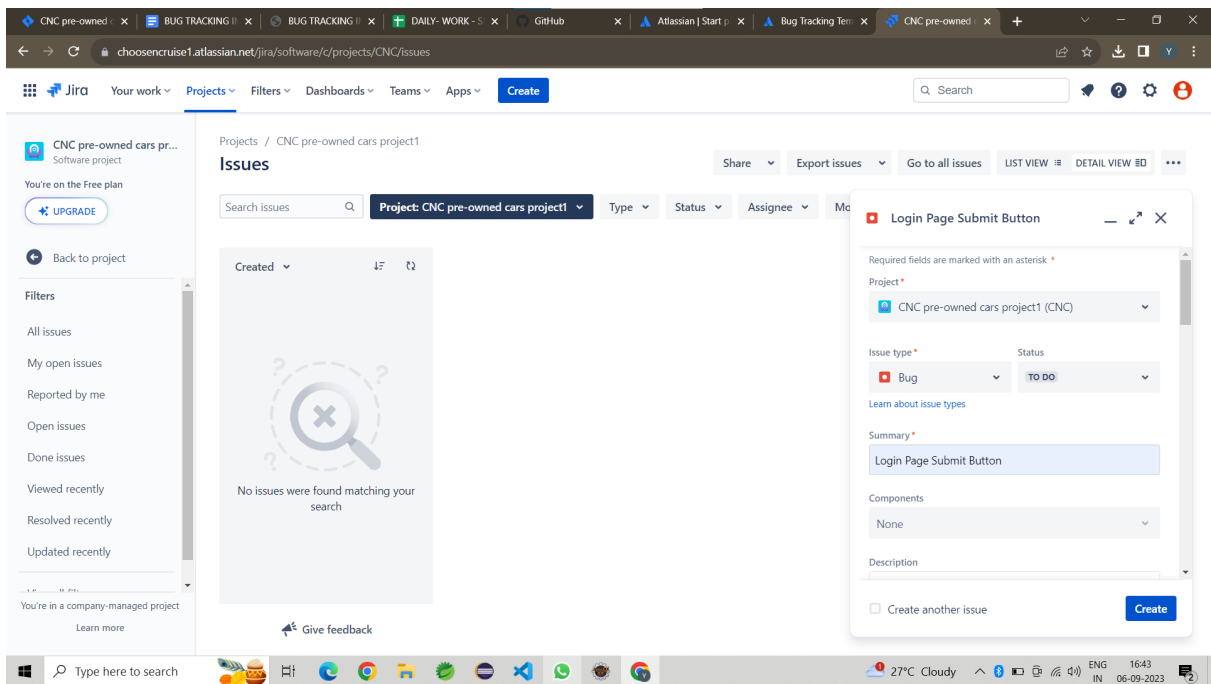 CNC pre-owned c
BUG TRACKING I
BUG TRACKING I
DAILY- WORK - S
GitHub
Atlassian | Start p
Bug Tracking Tem
CNC pre-owned c
choosencruise1.atlassian.net/jira/software/c/projects/CNC/issues
Y
Jira
Your work
Projects
Filters
Dashboards
Teams
Apps
Create
Search
CNC pre-owned cars pr...
Software project
You're on the Free plan
UPGRADE
Back to project
Filters
All issues
My open issues
Reported by me
Open issues
Done issues
Viewed recently
Resolved recently
Updated recently
You're in a company-managed project
Learn more
Projects / CNC pre-owned cars project1
Issues
Share
Export issues
Go to all issues
LIST VIEW
DETAIL VIEW
Search issues
Project: CNC pre-owned cars project1
Type
Status
Assignee
Mo
Created
No issues were found matching your
search
Give feedback
Login Page Submit Button
Required fields are marked with an asterisk *
Project *
CNC pre-owned cars project1 (CNC)
Issue type *
Status
Bug
TO DO
Learn about issue types
Summary *
Login Page Submit Button
Components
None
Description
Create another issue
Create
Type here to search
27°C Cloudy
ENG
IN
16:43
06-09-2023
2